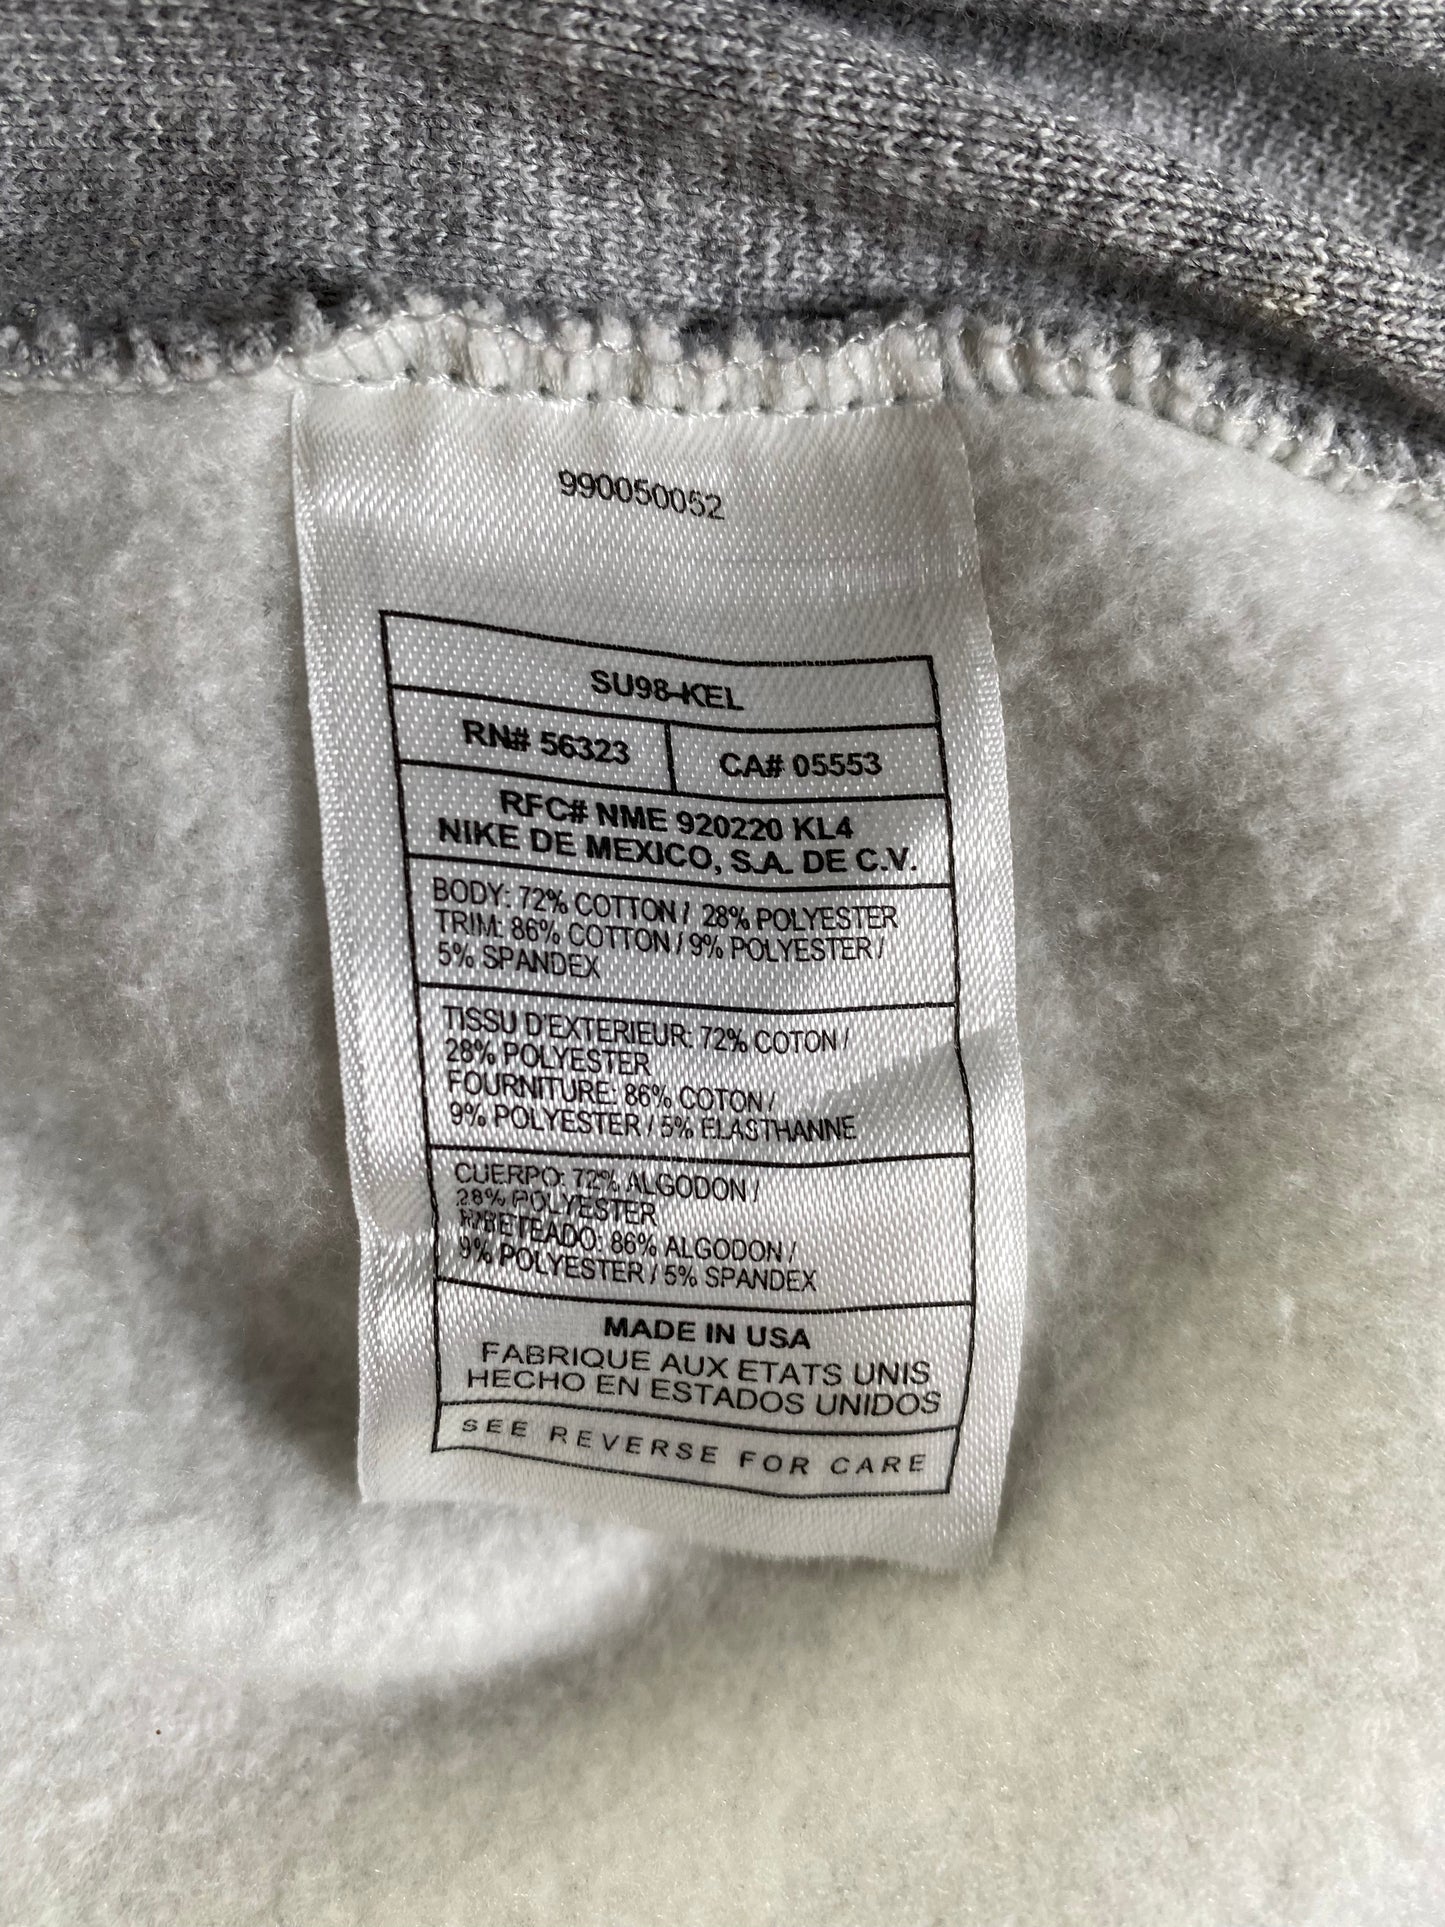 990050052
SU98-KEL
RN# 56323
CA# 05553
RFC# NME 920220 KL4
NIKE DE MEXICO, S.A. DE C.V.
BODY: 72% COTTON / 28% POLYESTER
TRIM: 86% COTTON / 9% POLYESTER /
5% SPANDEX
TISSU D'EXTERIEUR: 72% COTON /
28% POLYESTER
FOURNITURE: 86% COTON /
9% POLYESTER / 5% ELASTHANNE
CUERPO: 72% ALGODON /
28% POLYESTER
RIBETEADO: 86% ALGODON /
9% POLYESTER / 5% SPANDEX
MADE IN USA
FABRIQUE AUX ETATS UNIS
HECHO EN ESTADOS UNIDOS
SEE REVERSE FOR CARE